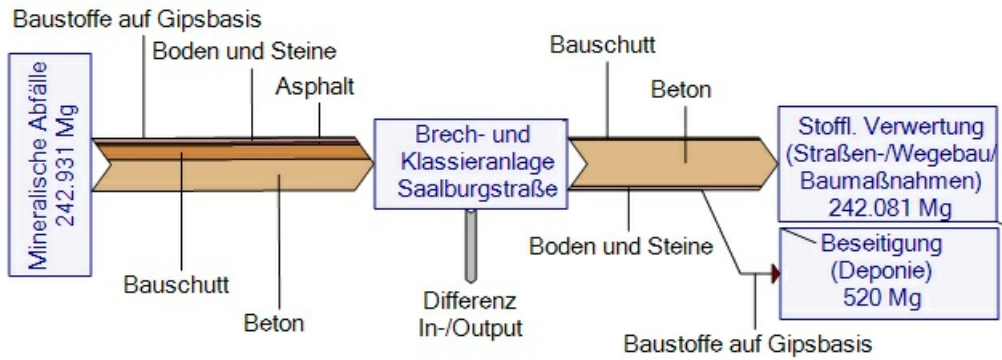 Baustoffe auf Gipsbasis
Boden und Steine
Asphalt
Mineralische Abfälle
242.931 Mg
Bauschutt
Beton
Brech- und
Klassieranlage
Saalburgstraße
Differenz
In-/Output
Bauschutt
Beton
Boden und Steine
Baustoffe auf Gipsbasis
Stoffl. Verwertung
(Straßen-/Wegebau/
Baumaßnahmen)
242.081 Mg
Beseitigung
(Deponie)
520 Mg